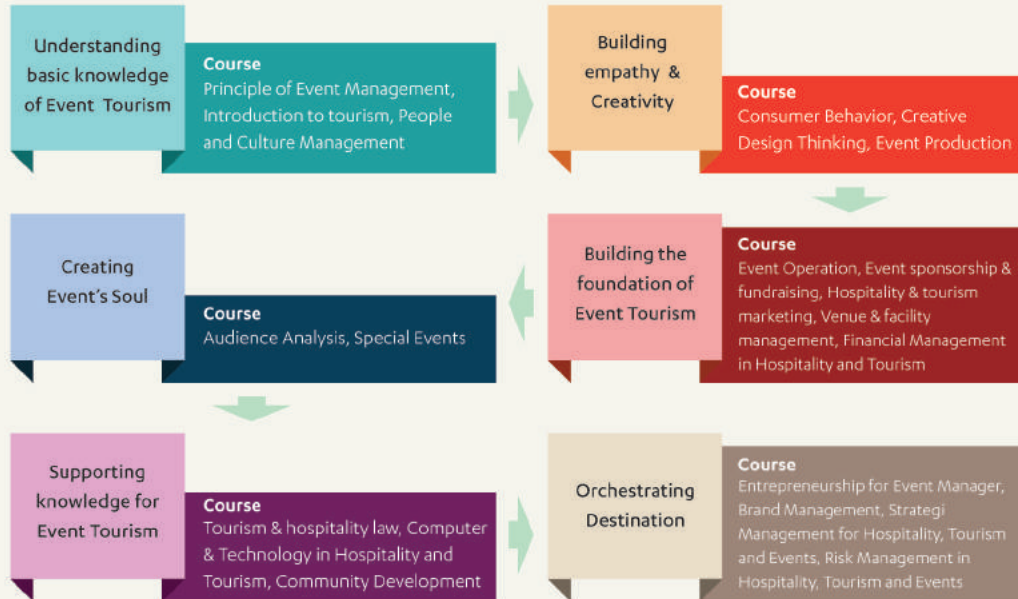 Understanding
basic knowledge
of Event Tourism
Course
Principle of Event Management,
Introduction to tourism, People
and Culture Management
Building
empathy &
Creativity
Course
Consumer Behavior, Creative
Design Thinking, Event Production
Building the
foundation of
Event Tourism
Course
Event Operation, Event sponsorship &
fundraising, Hospitality & tourism
marketing, Venue & facility
management, Financial Management
in Hospitality and Tourism
Creating
Event's Soul
Course
Audience Analysis, Special Events
Supporting
knowledge for
Event Tourism
Course
Tourism & hospitality law, Computer
& Technology in Hospitality and
Tourism, Community Development
Orchestrating
Destination
Course
Entrepreneurship for Event Manager,
Brand Management, Strategi
Management for Hospitality, Tourism
and Events, Risk Management in
Hospitality, Tourism and Events